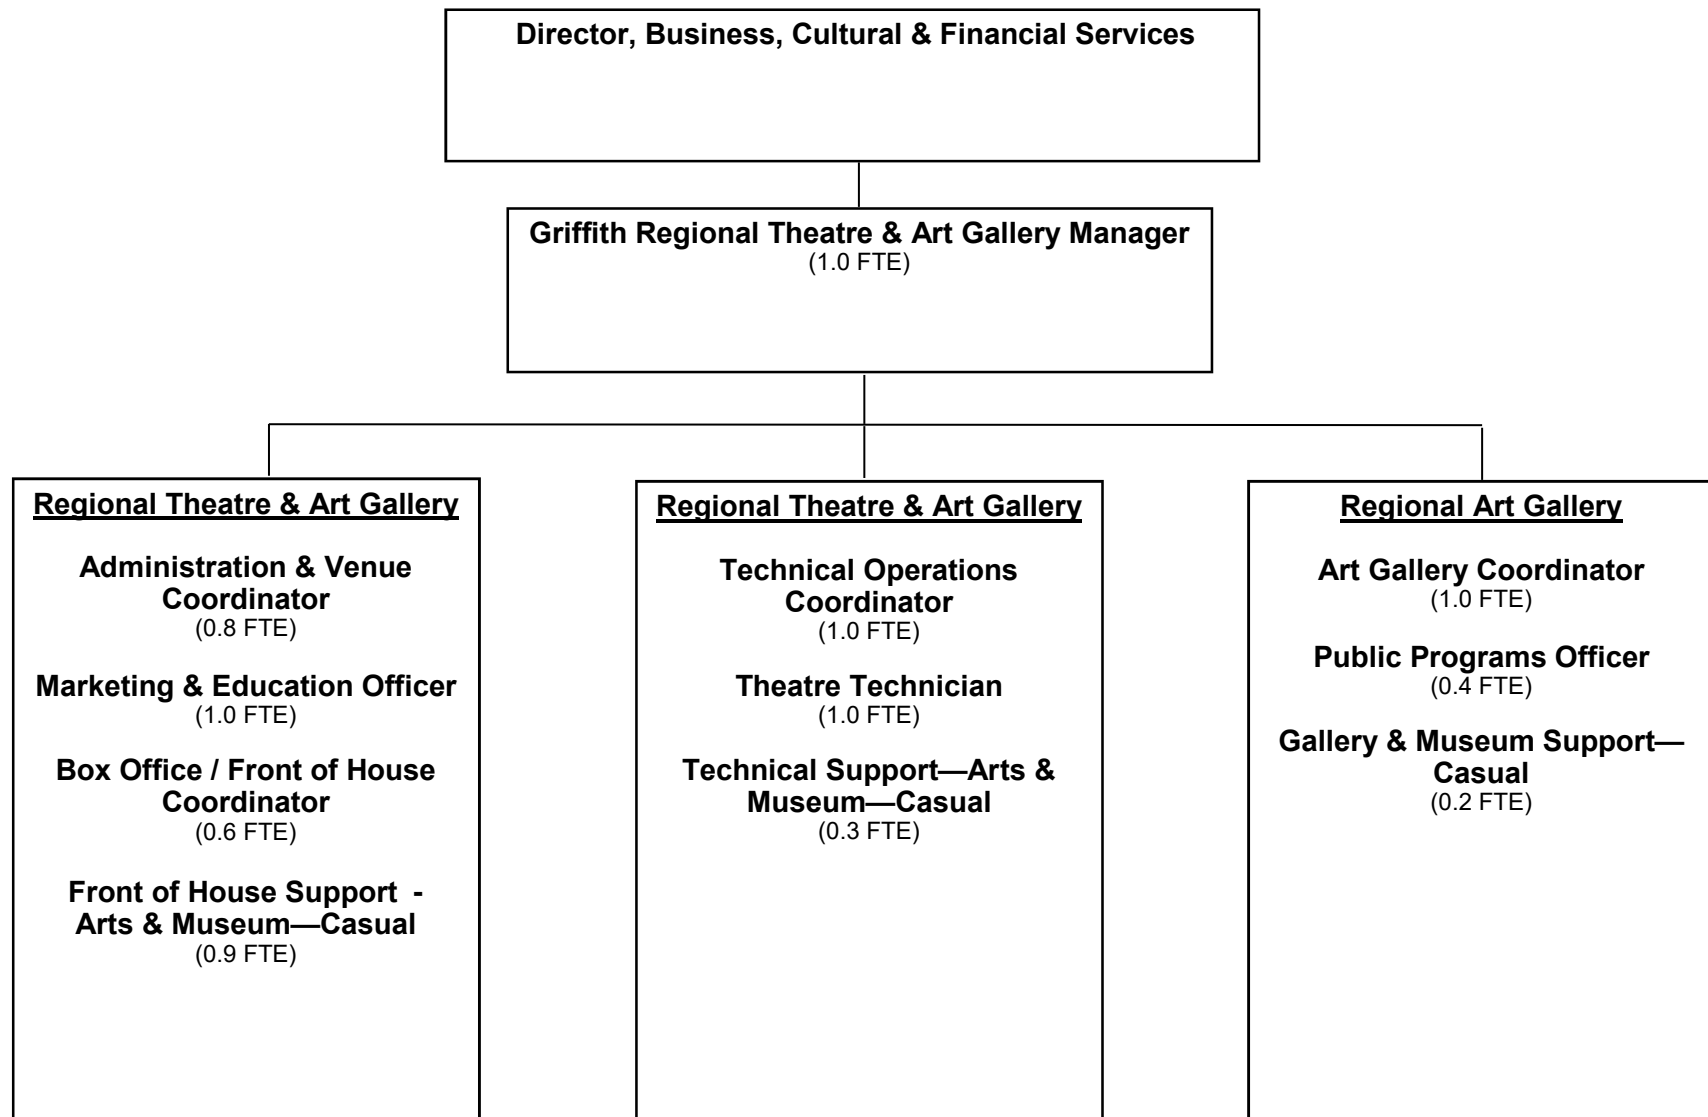 Director, Business, Cultural & Financial Services
Griffith Regional Theatre & Art Gallery Manager
(1.0 FTE)
Regional Theatre & Art Gallery
Administration & Venue
Coordinator
(0.8 FTE)
Marketing & Education Officer
(1.0 FTE)
Box Office / Front of House
Coordinator
(0.6 FTE)
Front of House Support -
Arts & Museum—Casual
(0.9 FTE)
Regional Theatre & Art Gallery
Technical Operations
Coordinator
(1.0 FTE)
Theatre Technician
(1.0 FTE)
Technical Support—Arts &
Museum—Casual
(0.3 FTE)
Regional Art Gallery
Art Gallery Coordinator
(1.0 FTE)
Public Programs Officer
(0.4 FTE)
Gallery & Museum Support—
Casual
(0.2 FTE)